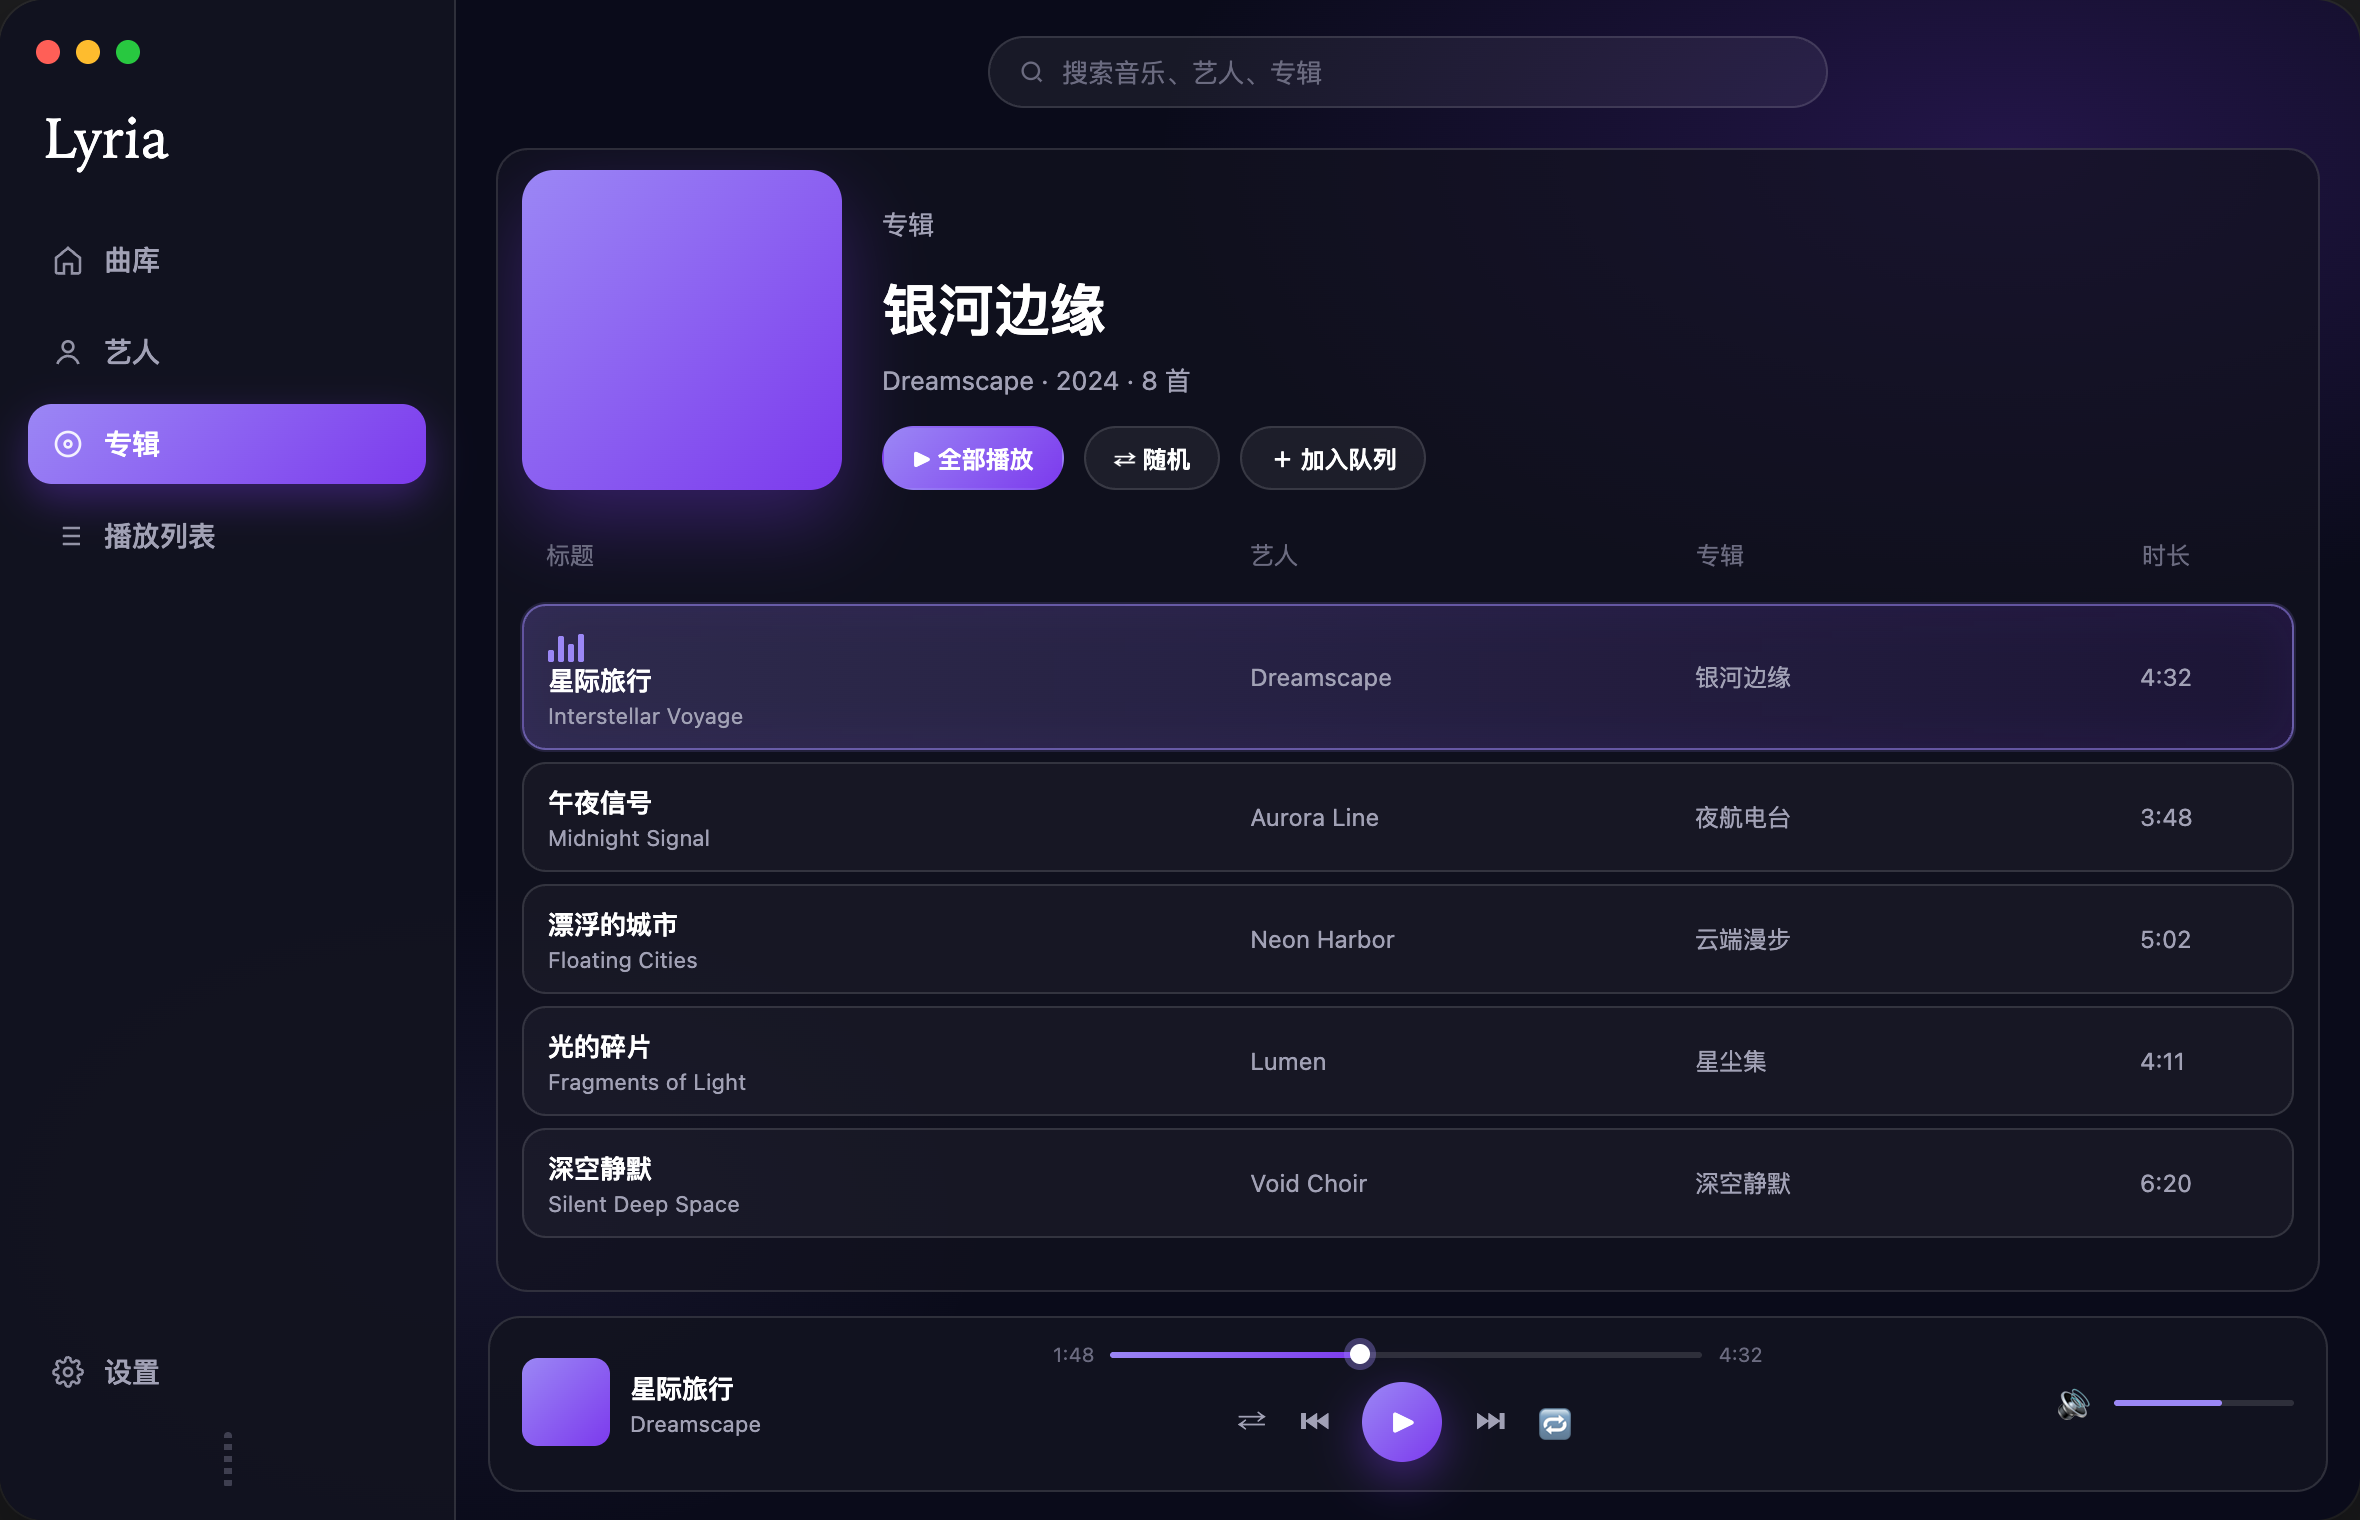 Lyria
曲库
艺人
专辑
播放列表
设置
搜索音乐、艺人、专辑
专辑
银河边缘
Dreamscape · 2024 · 8 首
全部播放
随机
+ 加入队列
标题 艺人 专辑 时长
星际旅行
Interstellar Voyage
Dreamscape 银河边缘 4:32
午夜信号
Midnight Signal
Aurora Line 夜航电台 3:48
漂浮的城市
Floating Cities
Neon Harbor 云端漫步 5:02
光的碎片
Fragments of Light
Lumen 星尘集 4:11
深空静默
Silent Deep Space
Void Choir 深空静默 6:20
星际旅行
Dreamscape
1:48 4:32